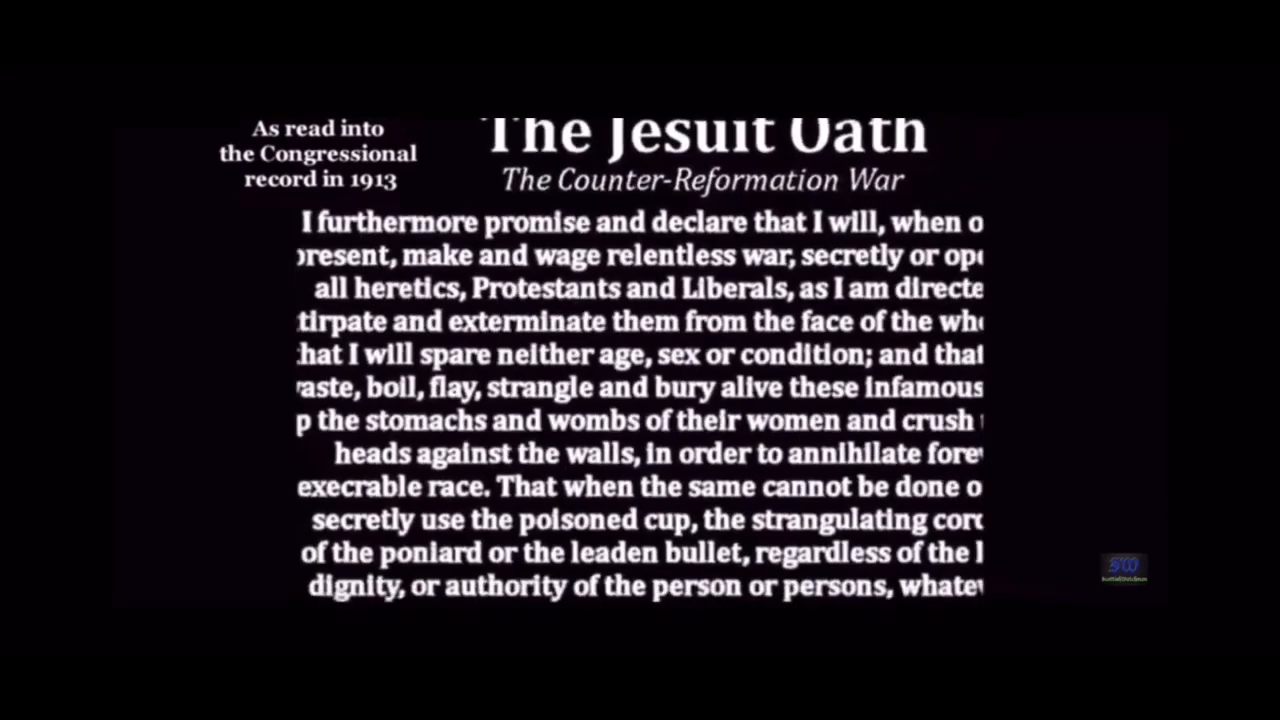 As read into
the Congressional
record in 1913
The Jesuit Oath
The Counter-Reformation War
I furthermore promise and declare that I will, when
present, make and wage relentless war, secretly or
all heretics, Protestants and Liberals, as I am
and exterminate them from the face of the
that I will spare neither age, sex or condition; and that
boil, flay, strangle and bury alive these infamous
the stomachs and wombs of their women and crush
heads against the walls, in order to annihilate
execrable race. That when the same cannot be done
secretly use the poisoned cup, the strangulating
of the poniard or the leaden bullet, regardless of the
dignity, or authority of the person or persons,
SW